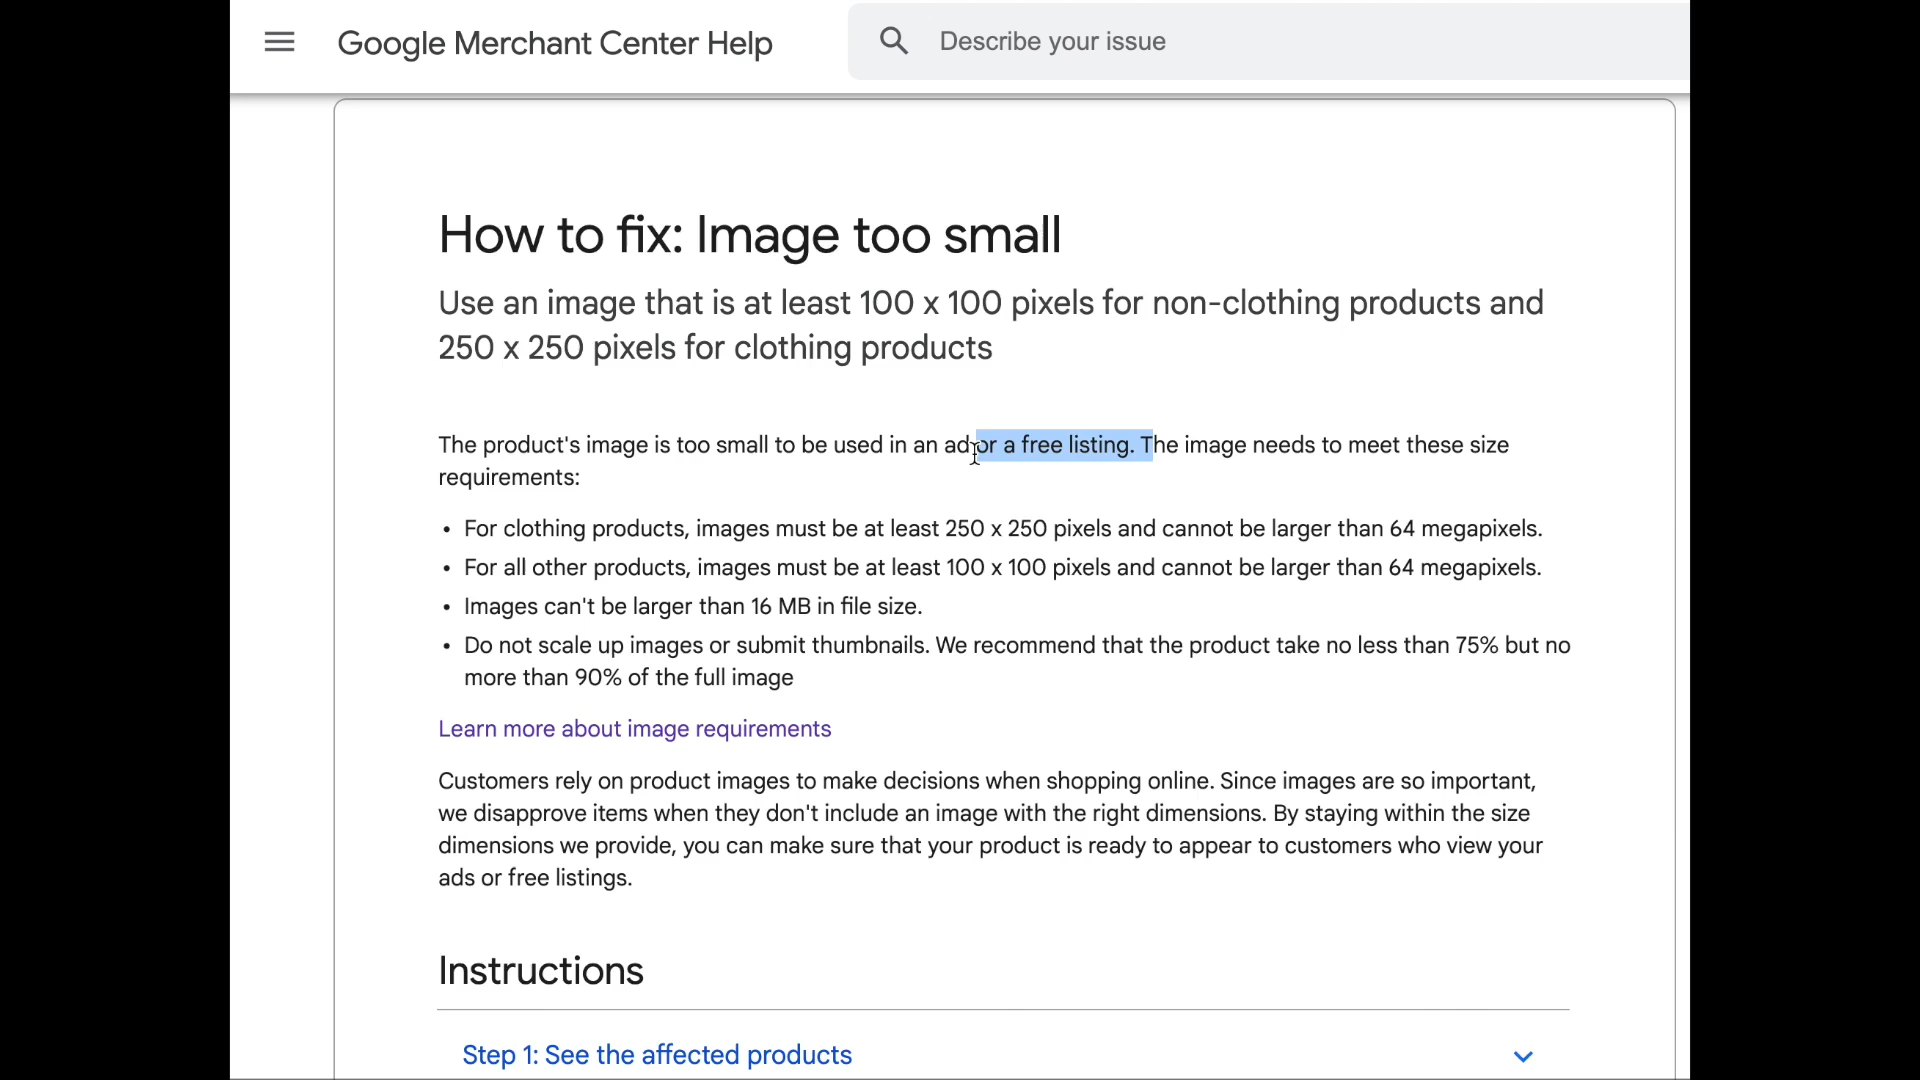 Google Merchant Center Help
Describe your issue
How to fix: Image too small
Use an image that is at least 100 x 100 pixels for non-clothing products and
250 x 250 pixels for clothing products
The product's image is too small to be used in an ad or a free listing. The image needs to meet these size
requirements:
• For clothing products, images must be at least 250 x 250 pixels and cannot be larger than 64 megapixels.
• For all other products, images must be at least 100 x 100 pixels and cannot be larger than 64 megapixels.
• Images can't be larger than 16 MB in file size.
• Do not scale up images or submit thumbnails. We recommend that the product take no less than 75% but no
more than 90% of the full image
Learn more about image requirements
Customers rely on product images to make decisions when shopping online. Since images are so important,
we disapprove items when they don't include an image with the right dimensions. By staying within the size
dimensions we provide, you can make sure that your product is ready to appear to customers who view your
ads or free listings.
Instructions
Step 1: See the affected products